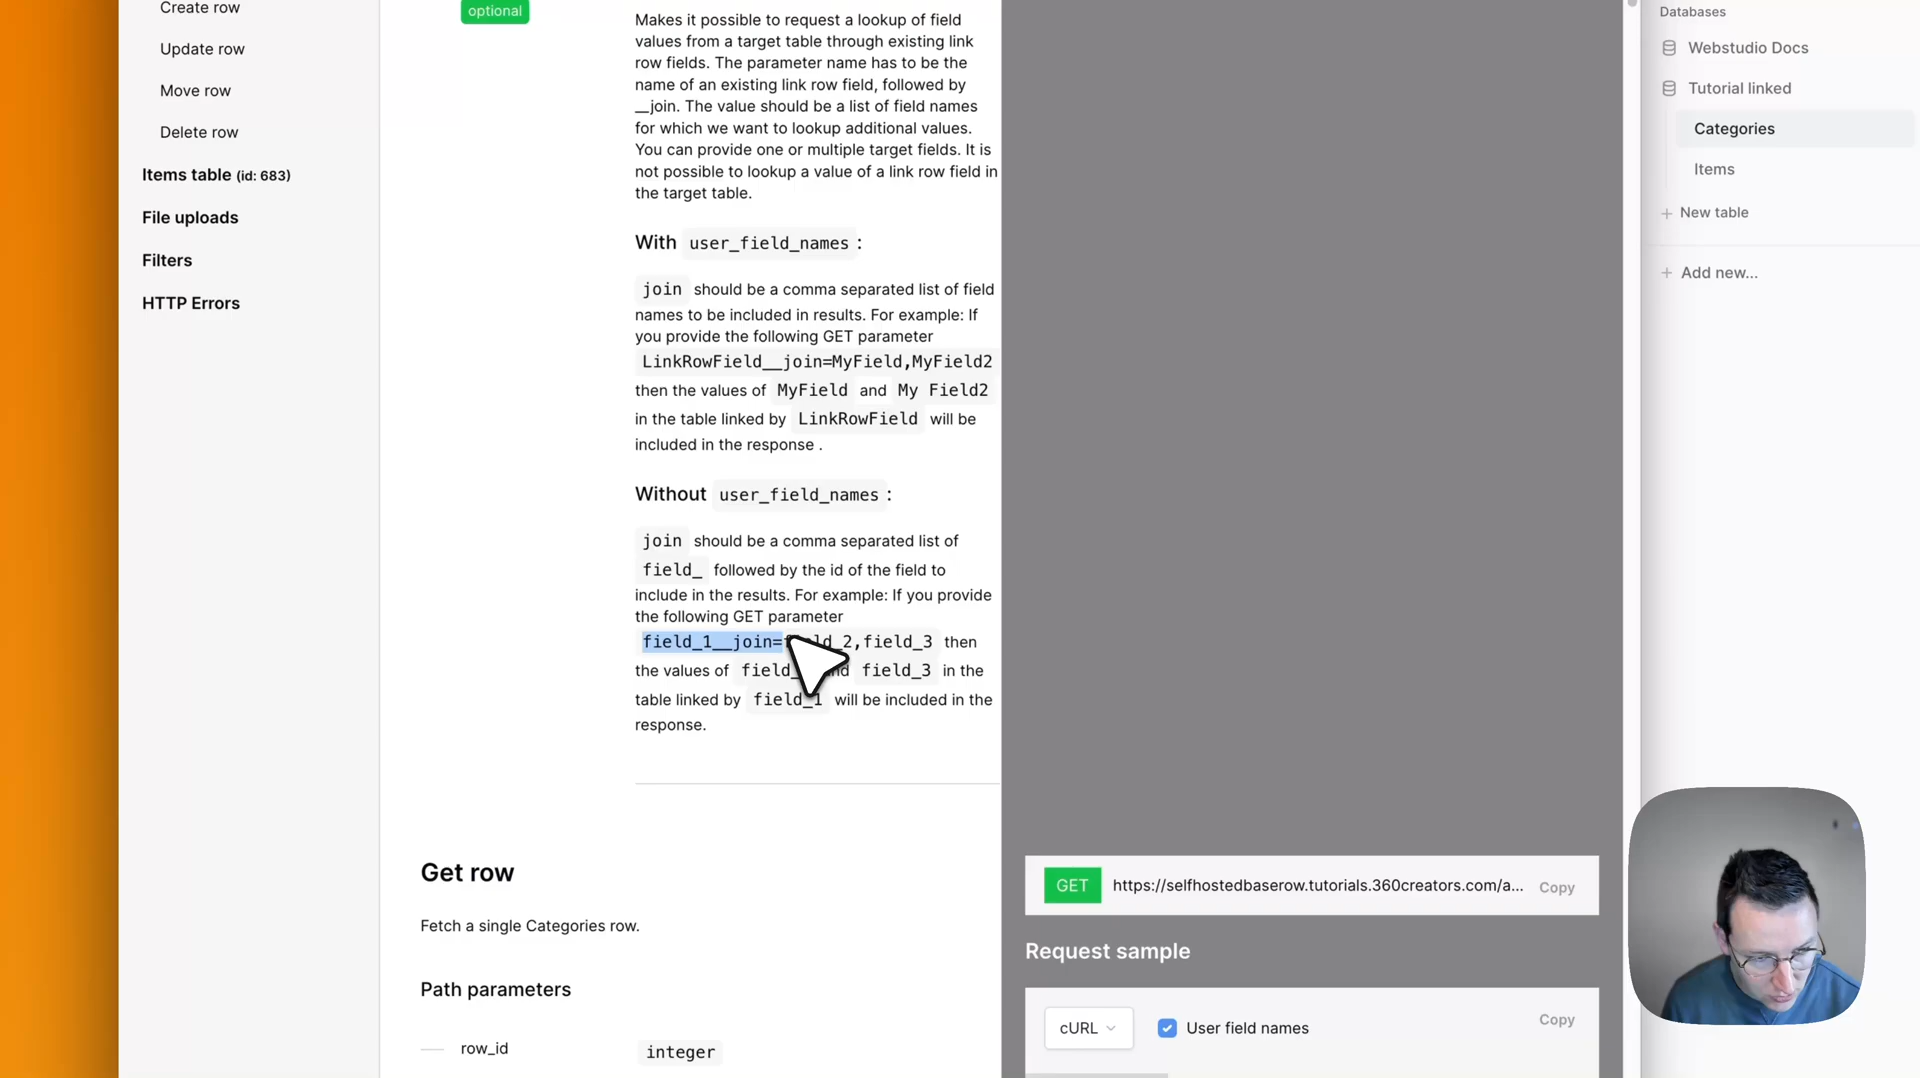 Create row
Update row
Move row
Delete row
Items table (id: 683)
File uploads
Filters
HTTP Errors
optional
Makes it possible to request a lookup of field
values from a target table through existing link
row fields. The parameter name has to be the
name of an existing link row field, followed by
__join. The value should be a list of field names
for which we want to lookup additional values.
You can provide one or multiple target fields. It is
not possible to lookup a value of a link row field in
the target table.
With user_field_names :
join should be a comma separated list of field
names to be included in results. For example: If
you provide the following GET parameter
LinkRowField__join=MyField,MyField2
then the values of MyField and My Field2
in the table linked by LinkRowField will be
included in the response .
Without user_field_names :
join should be a comma separated list of
field_ followed by the id of the field to
include in the results. For example: If you provide
the following GET parameter
field_1__join=field_2,field_3 then
the values of field_ and field_3 in the
table linked by field_1 will be included in the
response.
Get row
Fetch a single Categories row.
Path parameters
row_id integer
GET https://selfhostedbaserow.tutorials.360creators.com/a... Copy
Request sample
cURL User field names Copy
Databases
Webstudio Docs
Tutorial linked
Categories
Items
+ New table
+ Add new...